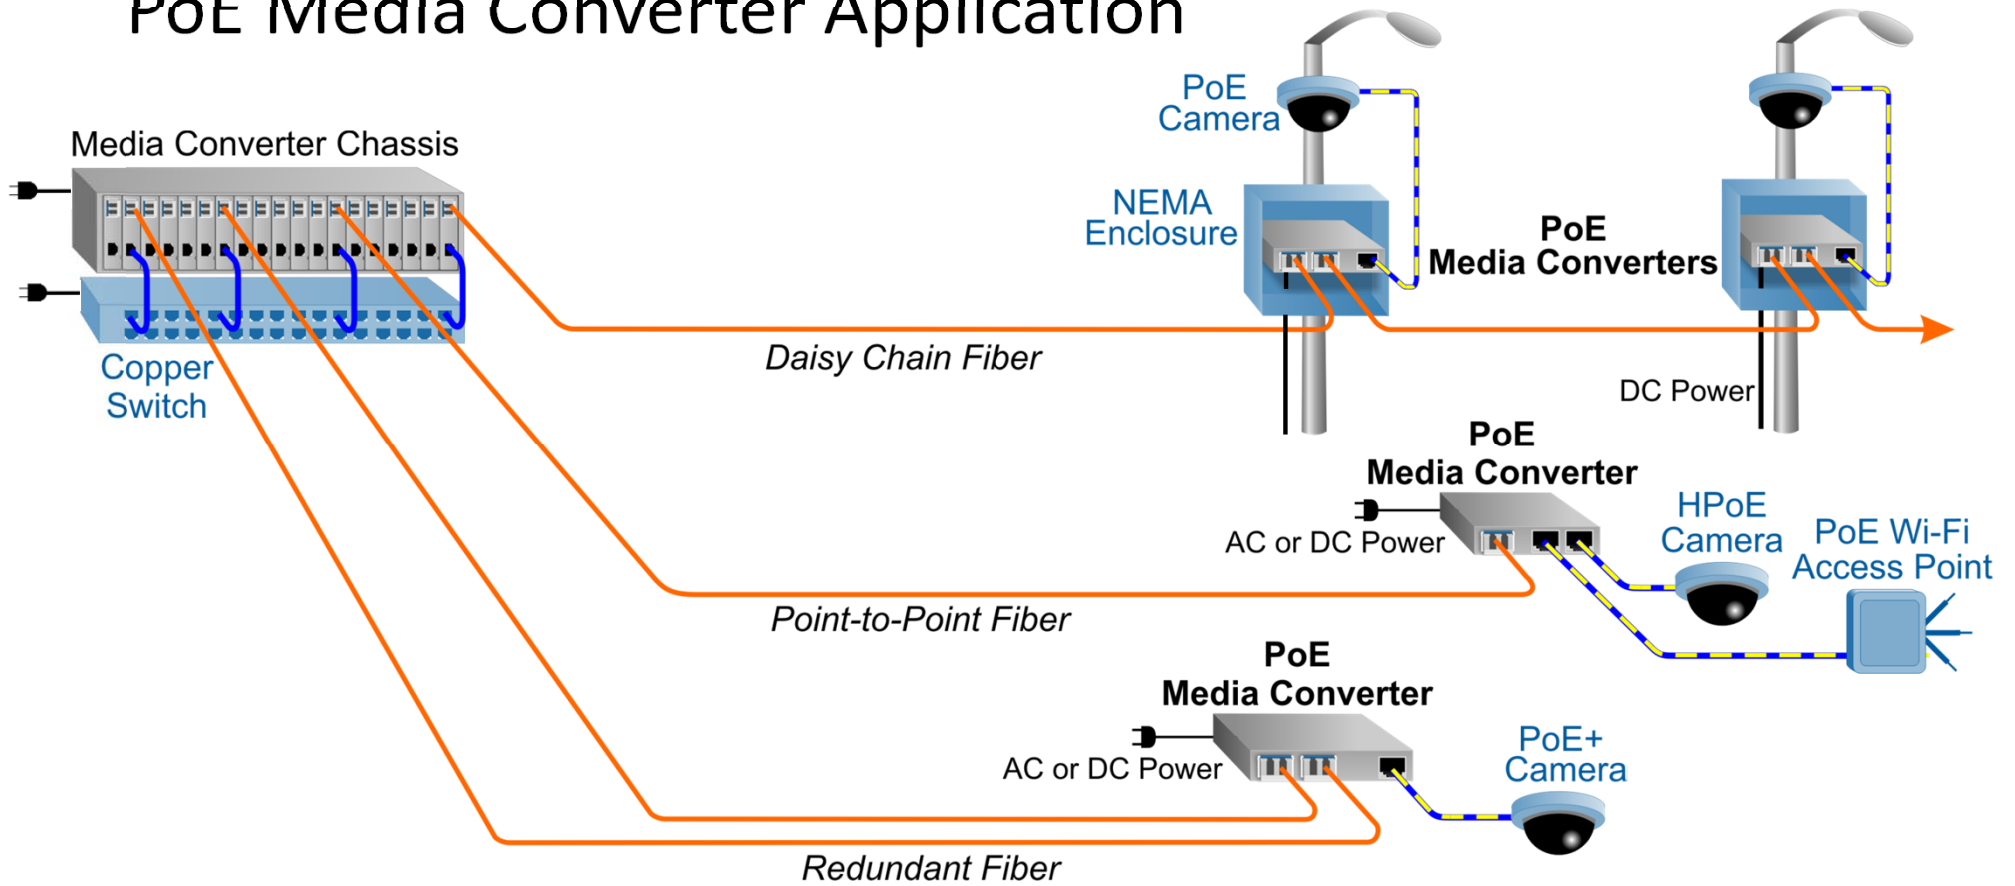 PoE Media Converter Application
Media Converter Chassis
Copper
Switch
PoE
Camera
NEMA
Enclosure
PoE
Media Converters
Daisy Chain Fiber
DC Power
PoE
Media Converter
AC or DC Power
HPoE
Camera
PoE Wi-Fi
Access Point
Point-to-Point Fiber
PoE
Media Converter
AC or DC Power
PoE+
Camera
Redundant Fiber